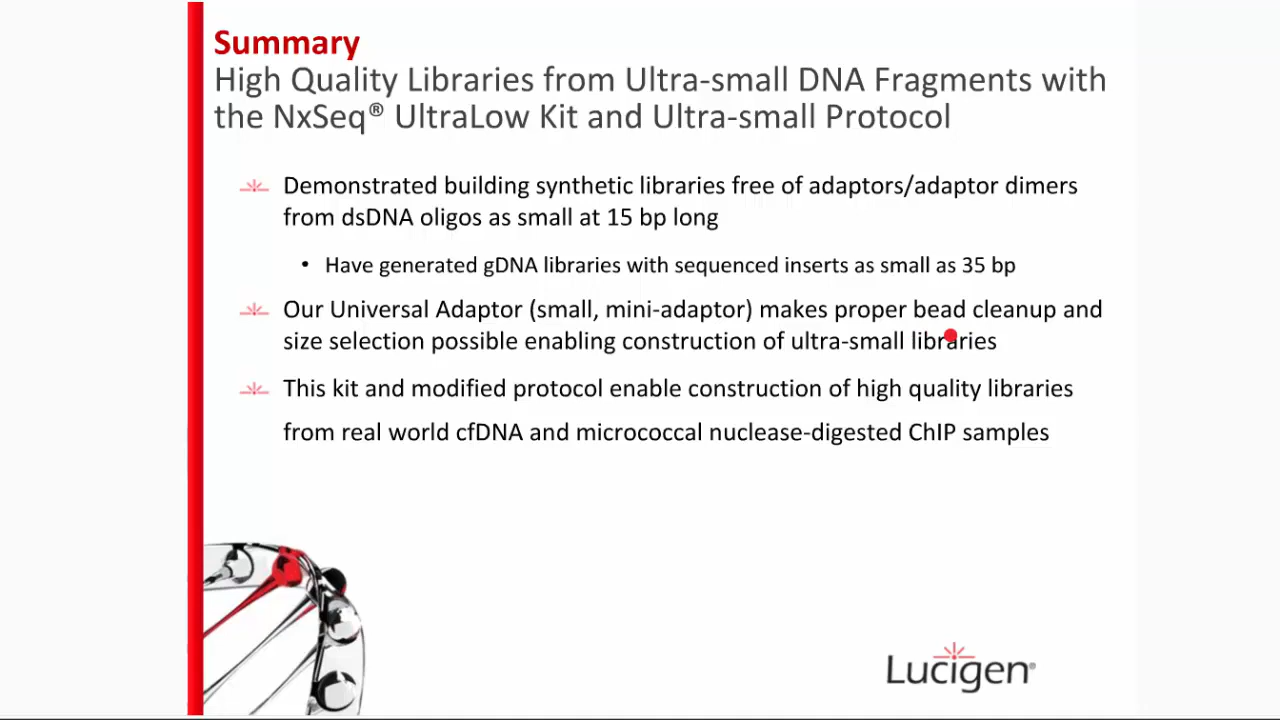 Summary
High Quality Libraries from Ultra-small DNA Fragments with
the NxSeq® UltraLow Kit and Ultra-small Protocol
Demonstrated building synthetic libraries free of adaptors/adaptor dimers
from dsDNA oligos as small at 15 bp long
• Have generated gDNA libraries with sequenced inserts as small as 35 bp
Our Universal Adaptor (small, mini-adaptor) makes proper bead cleanup and
size selection possible enabling construction of ultra-small libraries
This kit and modified protocol enable construction of high quality libraries
from real world cfDNA and micrococcal nuclease-digested ChIP samples
Lucigen®